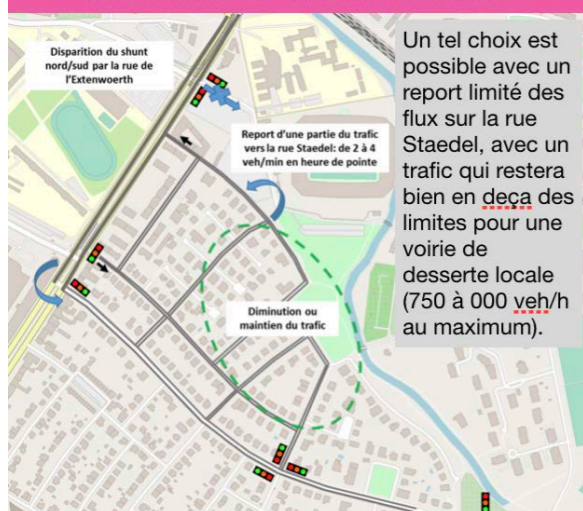 Disparition du shunt
nord/sud par la rue de
l'Extenwoerth
Report d'une partie du trafic
vers la rue Staedel: de 2 à 4
veh/min en heure de pointe
Diminution ou
maintien du trafic
Un tel choix est
possible avec un
report limité des
flux sur la rue
Staedel, avec un
trafic qui restera
bien en deça des
limites pour une
voirie de
desserte locale
(750 à 000 veh/h
au maximum).